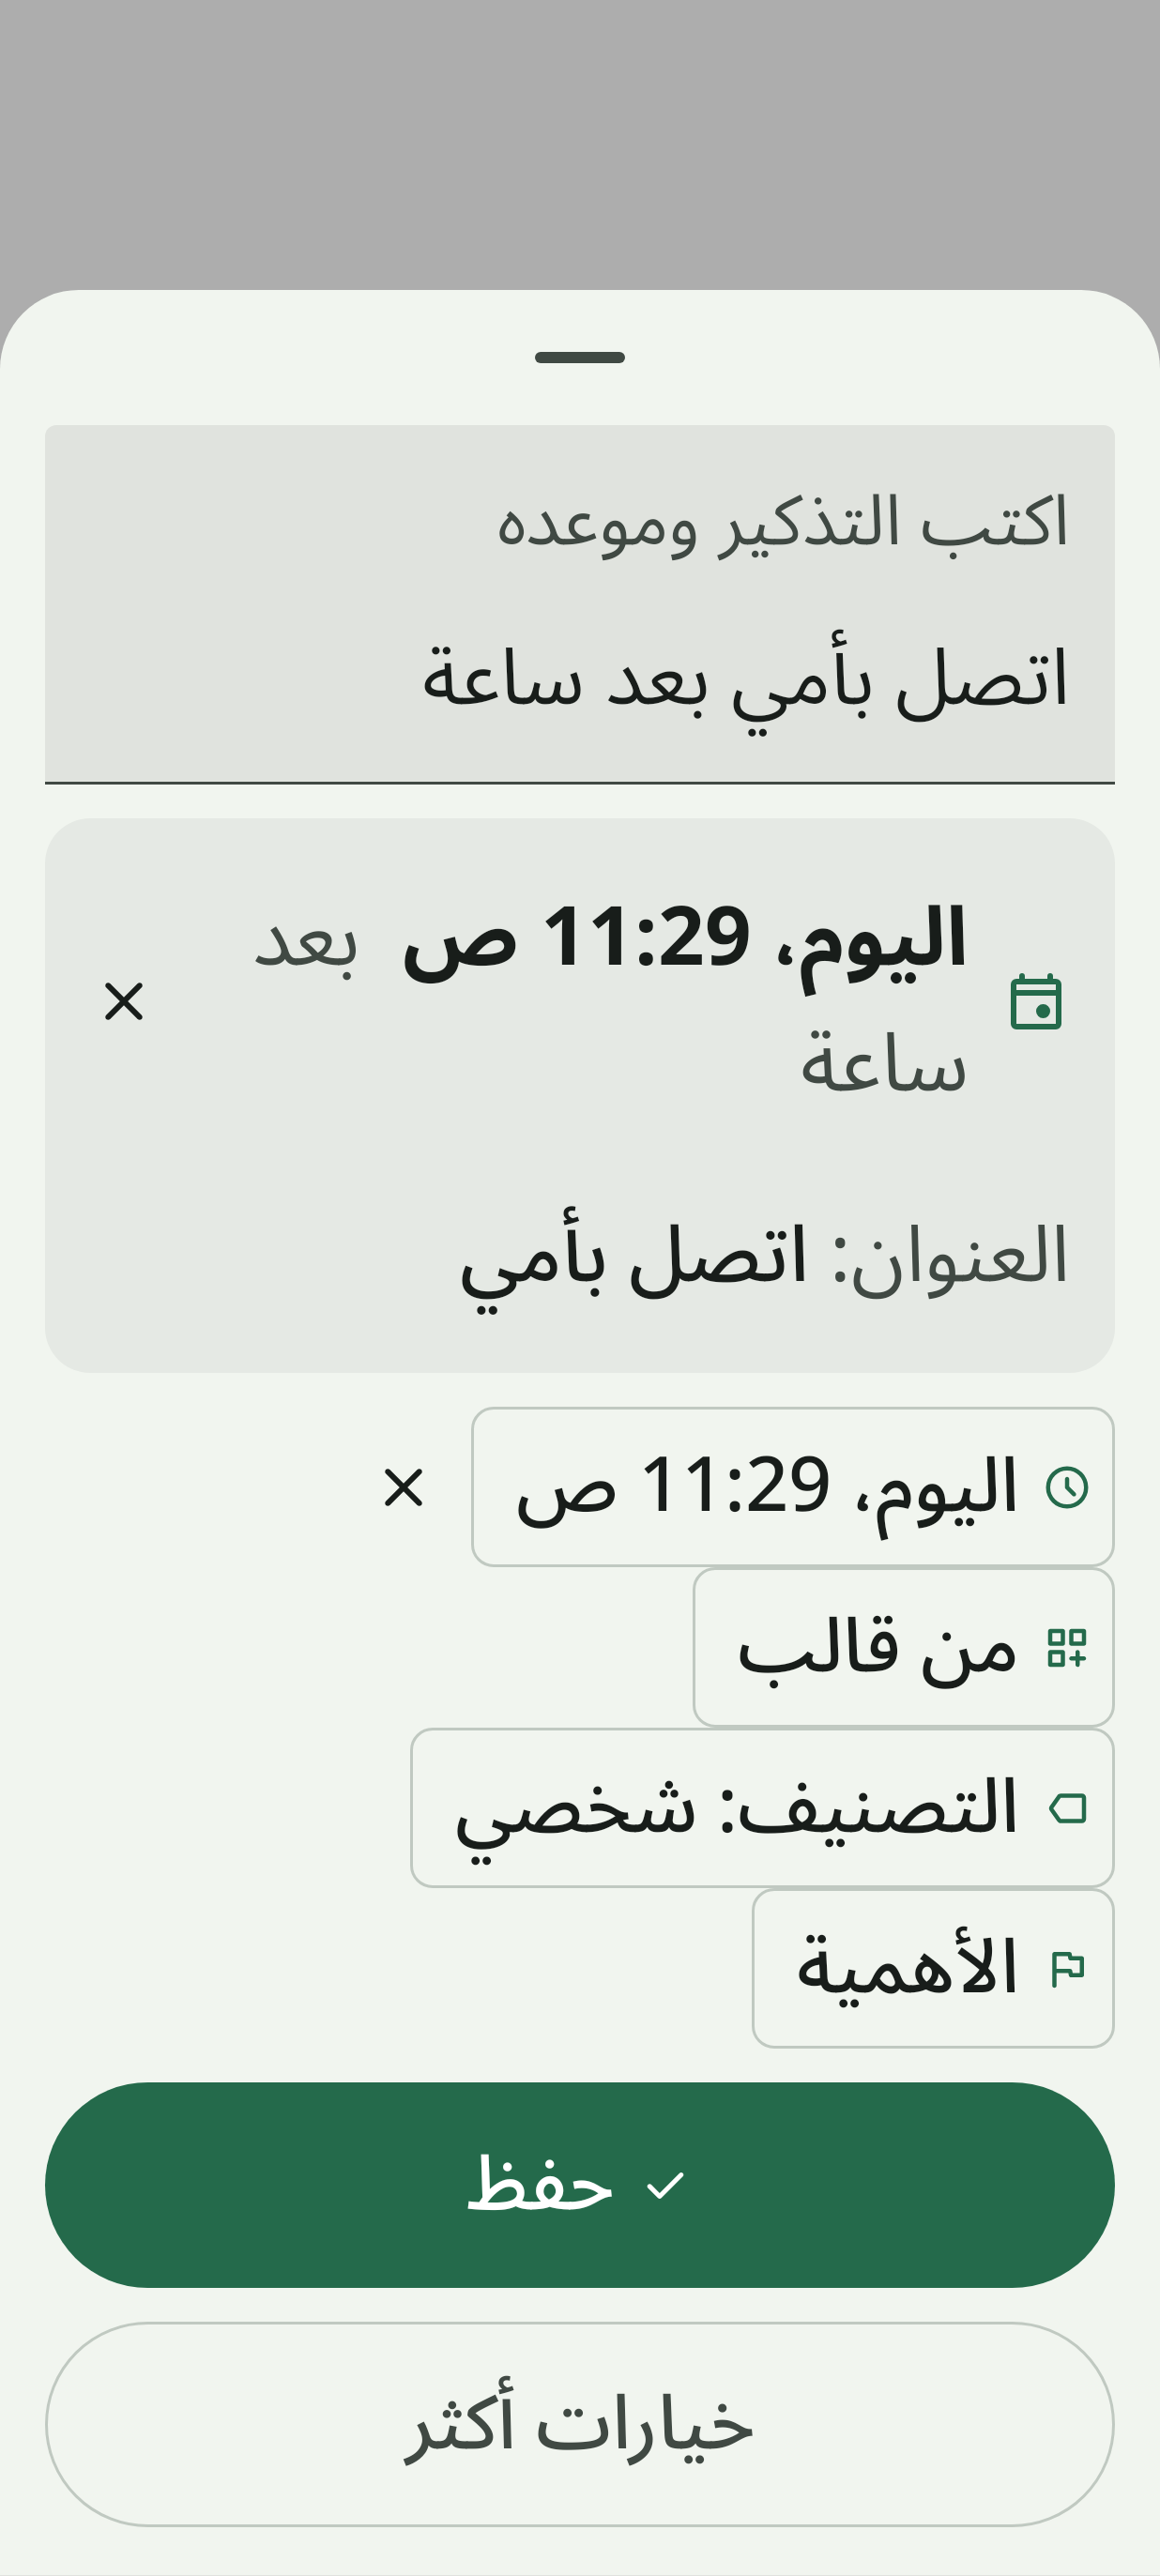 اكتب التذكير وموعده
اتصل بأمي بعد ساعة
اليوم، 11:29 ص بعد
ساعة
العنوان: اتصل بأمي
اليوم، 11:29 ص
من قالب
التصنيف: شخصي
الأهمية
حفظ
خيارات أكثر